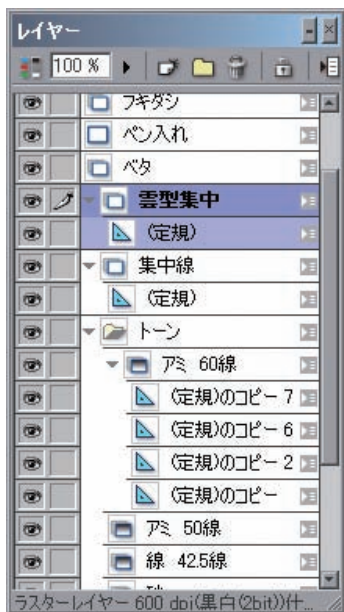 レイヤー
100 %
フキダシ
ペン入れ
ベタ
雲型集中
(定規)
集中線
(定規)
トーン
アミ 60線
(定規)のコピー 7
(定規)のコピー 6
(定規)のコピー 2
(定規)のコピー
アミ 50線
線 42.5線
ラスターレイヤー 600 dpi(黒白(2bit))(